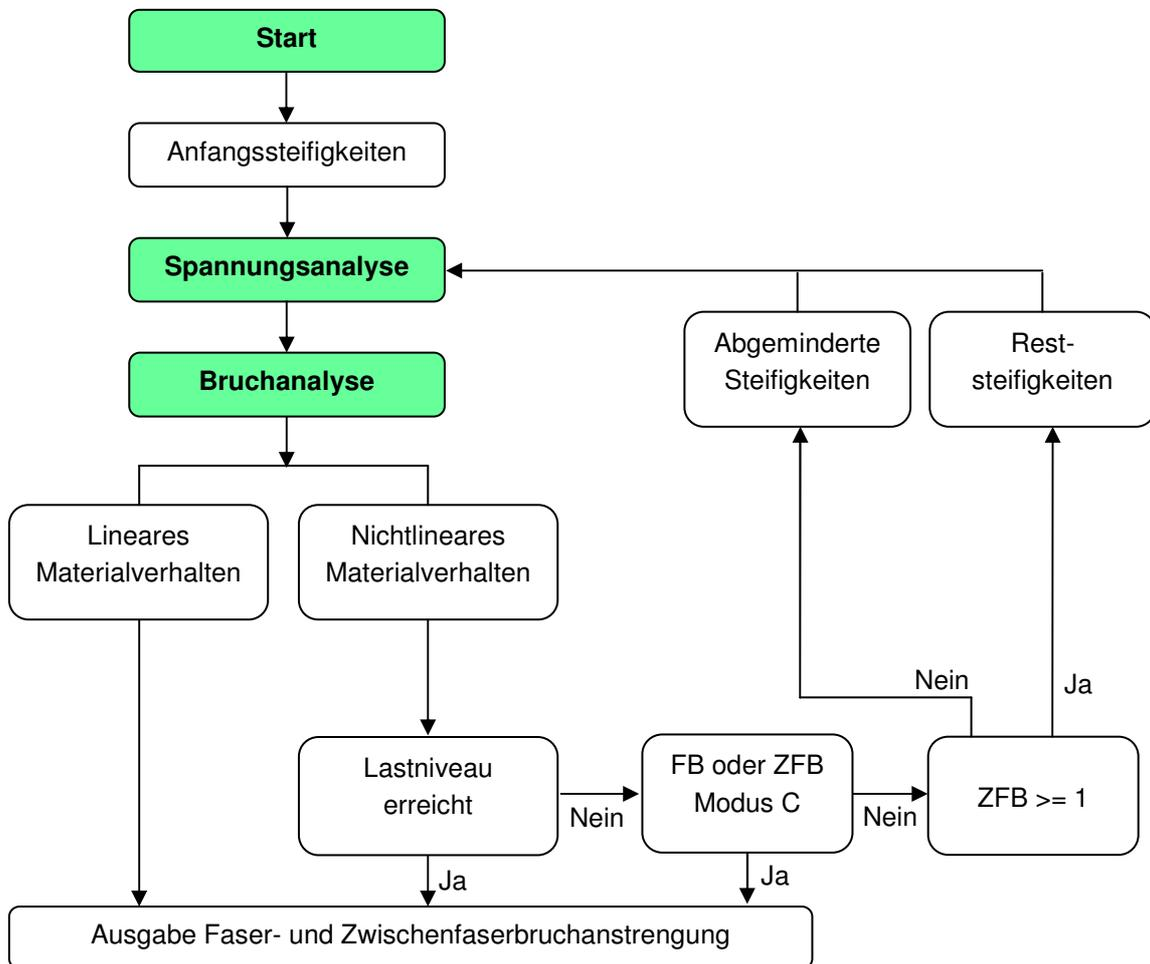 Start
Anfangssteifigkeiten
Spannungsanalyse
Bruchanalyse
Abgeminderte
Steifigkeiten
Rest-
steifigkeiten
Lineares
Materialverhalten
Nichtlineares
Materialverhalten
Nein
Ja
Lastniveau
erreicht
Nein
FB oder ZFB
Modus C
Nein
ZFB >= 1
Ja
Ja
Ausgabe Faser- und Zwischenfaserbruchanstrengung